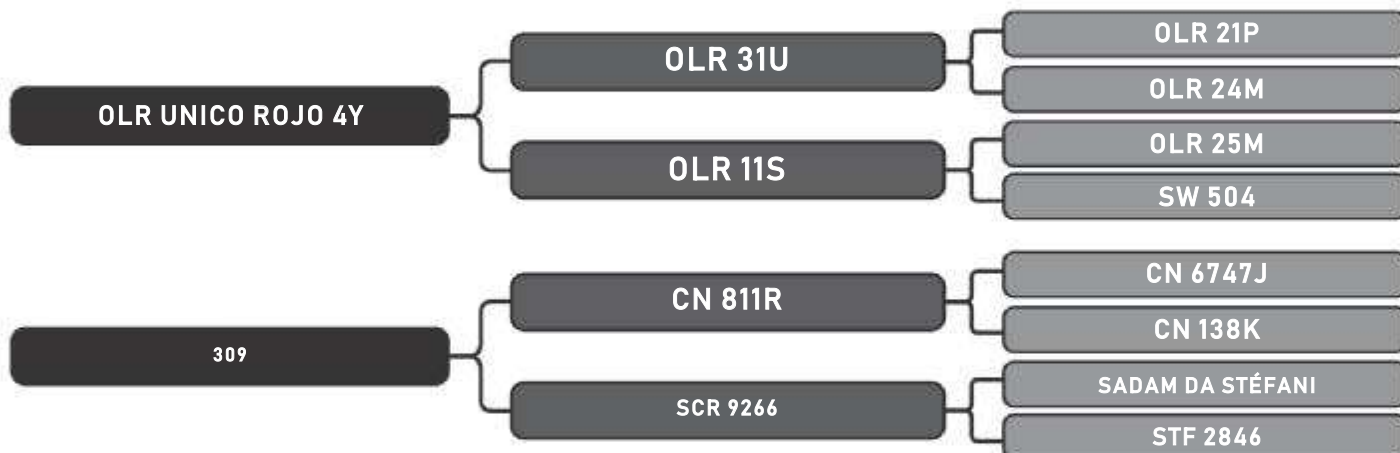 OLR UNICO ROJO 4Y
OLR 31U
OLR 21P
OLR 24M
OLR 11S
OLR 25M
SW 504
309
CN 811R
CN 6747J
CN 138K
SCR 9266
SADAM DA STÉFANI
STF 2846